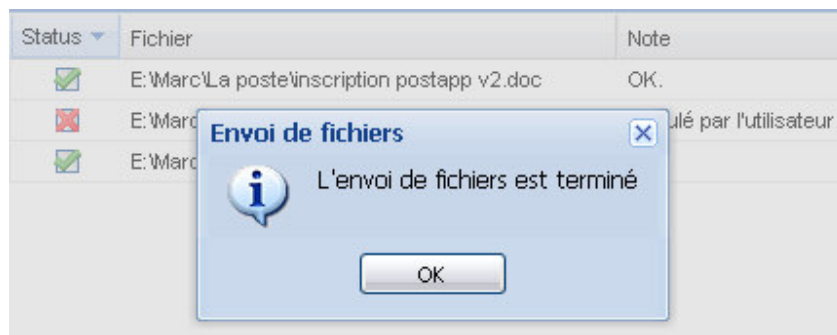 Status Fichier Note
E:\Marc\La poste\inscription postapp v2.doc OK.
E:\Marc ulé par l'utilisateur
E:\Marc
Envoi de fichiers
L'envoi de fichiers est terminé
OK